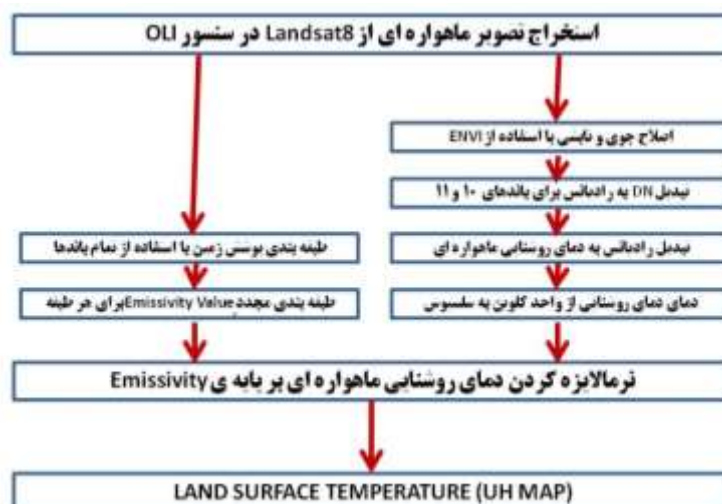 استخراج تصویر ماهواره ای از Landsat8 در سنسور OLI
اصلاح جوی و تابشی با استفاده از ENVI
تبدیل DN به رادیانس برای باندهای ۱۰ و ۱۱
طبقه بندی پوشش زمین با استفاده از تمام باندها
تبدیل رادیانس به دمای روشنایی ماهواره ای
طبقه بندی مجدد Emissivity Value برای هر طبقه
دمای دمای روشنایی از واحد کلوین به سلسیوس
نرمالایزه کردن دمای روشنایی ماهواره ای بر پایه ی Emissivity
LAND SURFACE TEMPERATURE (UH MAP)